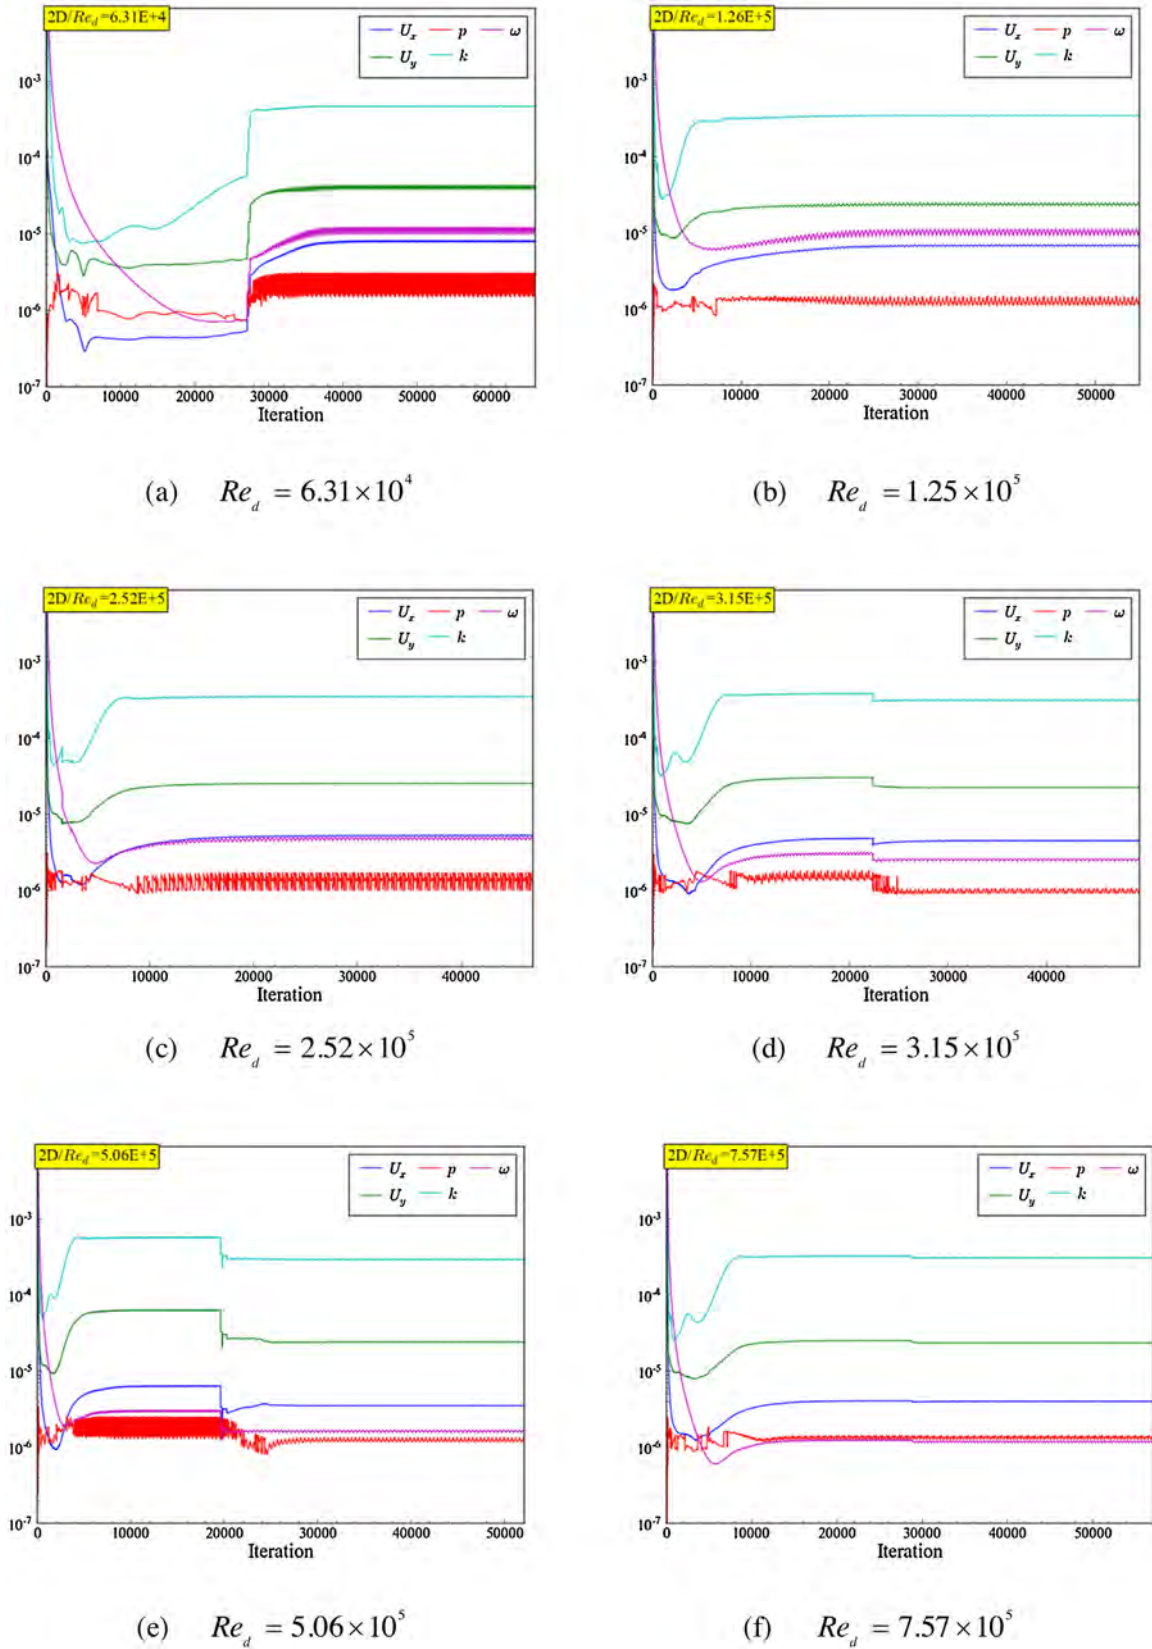 2D/Re_d=6.31E+4
U_x p ω
U_y k
10^-3
10^-4
10^-5
10^-6
10^-7
0 10000 20000 30000 40000 50000 60000
Iteration
(a) Re_d = 6.31×10^4
2D/Re_d=1.26E+5
U_x p ω
U_y k
10^-3
10^-4
10^-5
10^-6
10^-7
0 10000 20000 30000 40000 50000
Iteration
(b) Re_d = 1.25×10^5
2D/Re_d=2.52E+5
U_x p ω
U_y k
10^-3
10^-4
10^-5
10^-6
10^-7
0 10000 20000 30000 40000
Iteration
(c) Re_d = 2.52×10^5
2D/Re_d=3.15E+5
U_x p ω
U_y k
10^-3
10^-4
10^-5
10^-6
10^-7
0 10000 20000 30000 40000
Iteration
(d) Re_d = 3.15×10^5
2D/Re_d=5.06E+5
U_x p ω
U_y k
10^-3
10^-4
10^-5
10^-6
10^-7
0 10000 20000 30000 40000 50000
Iteration
(e) Re_d = 5.06×10^5
2D/Re_d=7.57E+5
U_x p ω
U_y k
10^-3
10^-4
10^-5
10^-6
10^-7
0 10000 20000 30000 40000 50000
Iteration
(f) Re_d = 7.57×10^5